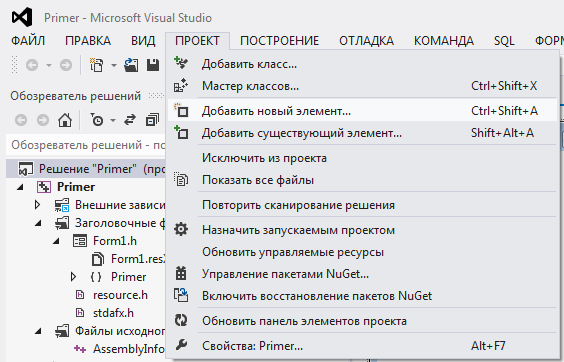 Primer - Microsoft Visual Studio
ФАЙЛ ПРАВКА ВИД ПРОЕКТ ПОСТРОЕНИЕ ОТЛАДКА КОМАНДА SQL
Добавить класс...
Мастер классов... Ctrl+Shift+X
Добавить новый элемент... Ctrl+Shift+A
Добавить существующий элемент... Shift+Alt+A
Исключить из проекта
Показать все файлы
Повторить сканирование решения
Назначить запускаемым проектом
Обновить управляемые ресурсы
Управление пакетами NuGet...
Включить восстановление пакетов NuGet
Обновить панель элементов проекта
Свойства: Primer... Alt+F7
Обозреватель решений
Обозреватель решений - по
Решение "Primer" (про
Primer
Внешние зависи
Заголовочные ф
Form1.h
Form1.res
{ } Primer
resource.h
stdafx.h
Файлы исходног
AssemblyInfo